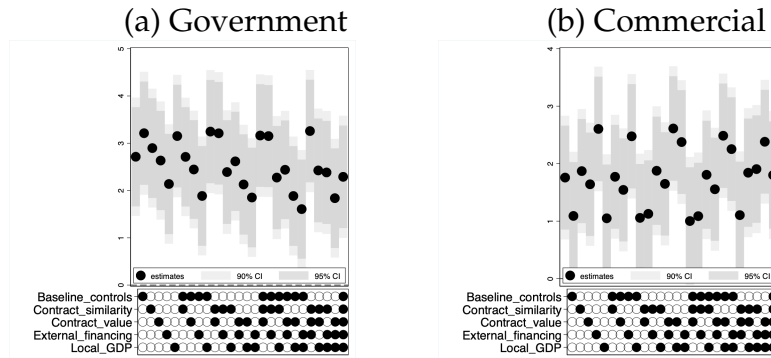 (a) Government
(b) Commercial
5
4
3
2
1
0
estimates 90% CI 95% CI
Baseline_controls
Contract_similarity
Contract_value
External_financing
Local_GDP
4
3
2
1
0
estimates 90% CI 95% CI
Baseline_controls
Contract_similarity
Contract_value
External_financing
Local_GDP